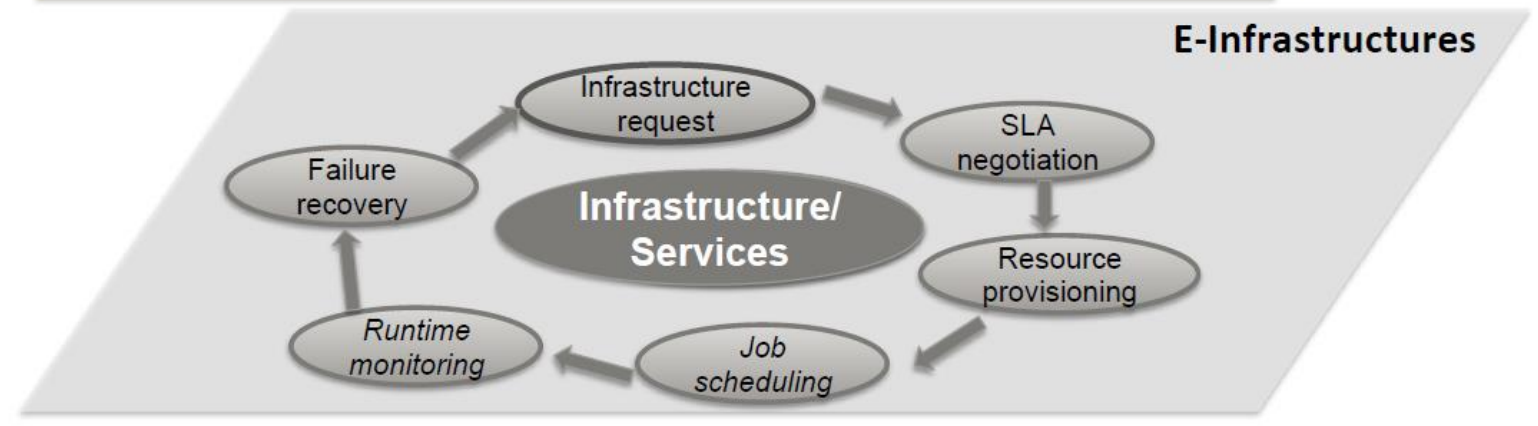 E-Infrastructures
Infrastructure
request
SLA
negotiation
Failure
recovery
Infrastructure/
Services
Resource
provisioning
Runtime
monitoring
Job
scheduling